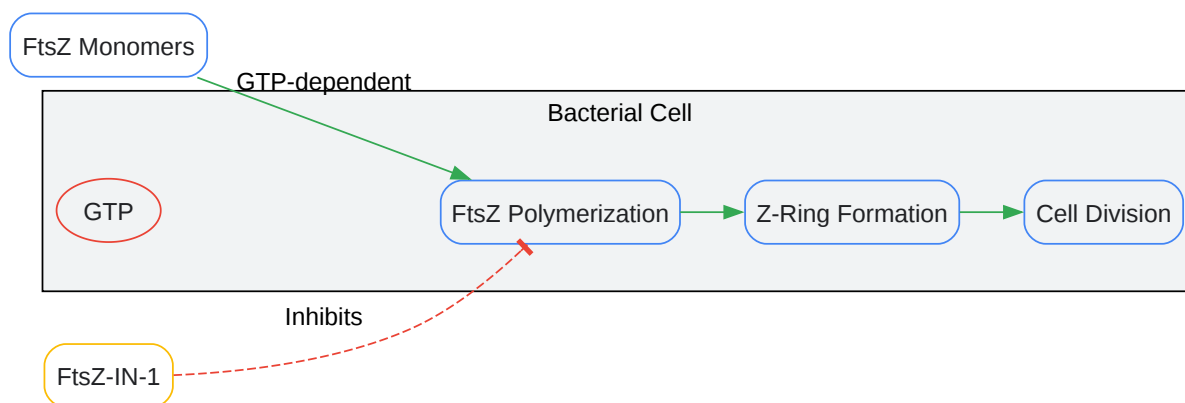 FtsZ Monomers
GTP-dependent
Bacterial Cell
GTP
FtsZ Polymerization
Z-Ring Formation
Cell Division
Inhibits
FtsZ-IN-1